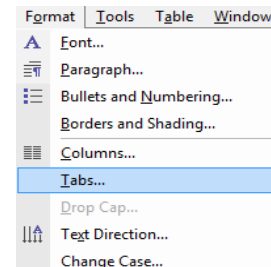 Format Tools Table Window
Font...
Paragraph...
Bullets and Numbering...
Borders and Shading...
Columns...
Tabs...
Drop Cap...
Text Direction...
Change Case...